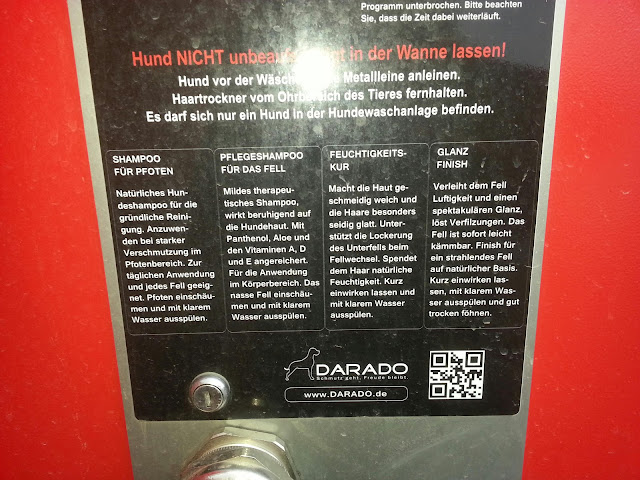 Programm unterbrochen. Bitte beachten
Sie, dass die Zeit dabei weiterläuft.
Hund NICHT in der Wanne lassen!
Hund vor der Metallleine anleinen.
Haartrockner vom des Tieres fernhalten.
Es darf sich nur ein Hund in der Hundewaschanlage befinden.
SHAMPOO
FÜR PFOTEN
Natürliches Hun-
deshampoo für die
gründliche Reini-
gung. Anzuwen-
den bei starker
Verschmutzung im
Pfotenbereich. Zur
täglichen Anwendung
und jedes Fell geeig-
net. Pfoten einschäu-
men und mit klarem
Wasser ausspülen.
PFLEGESHAMPOO
FÜR DAS FELL
Mildes therapeu-
tisches Shampoo,
wirkt beruhigend auf
die Hundehaut. Mit
Panthenol, Aloe und
den Vitaminen A, D
und E angereichert.
Für die Anwendung
im Körperbereich. Das
nasse Fell einschäu-
men und mit klarem
Wasser ausspülen.
FEUCHTIGKEITS-
KUR
Macht die Haut ge-
schmeidig weich und
die Haare besonders
seidig glatt. Unter-
stützt die Lockerung
des Unterfells beim
Fellwechsel. Spendet
dem Haar natürliche
Feuchtigkeit. Kurz
einwirken lassen und
mit klarem Wasser
ausspülen.
GLANZ
FINISH
Verleiht dem Fell
Luftigkeit und einen
spektakulären Glanz,
löst Verfilzungen. Das
Fell ist sofort leicht
kämmbar. Finish für
ein strahlendes Fell
auf natürlicher Basis.
Kurz einwirken las-
sen, mit klarem Was-
ser ausspülen und gut
trocken föhnen.
DARADO
Schmutz geht. Freude bleibt.
www.DARADO.de